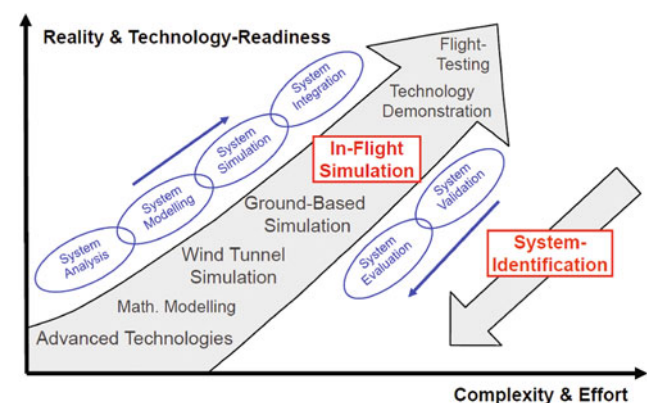 Reality & Technology-Readiness
Flight-
Testing
Technology
Demonstration
System
Integration
System
Simulation
In-Flight
Simulation
System
Modelling
System
Validation
Ground-Based
Simulation
System
Analysis
Wind Tunnel
Simulation
System
Evaluation
System-
Identification
Math. Modelling
Advanced Technologies
Complexity & Effort